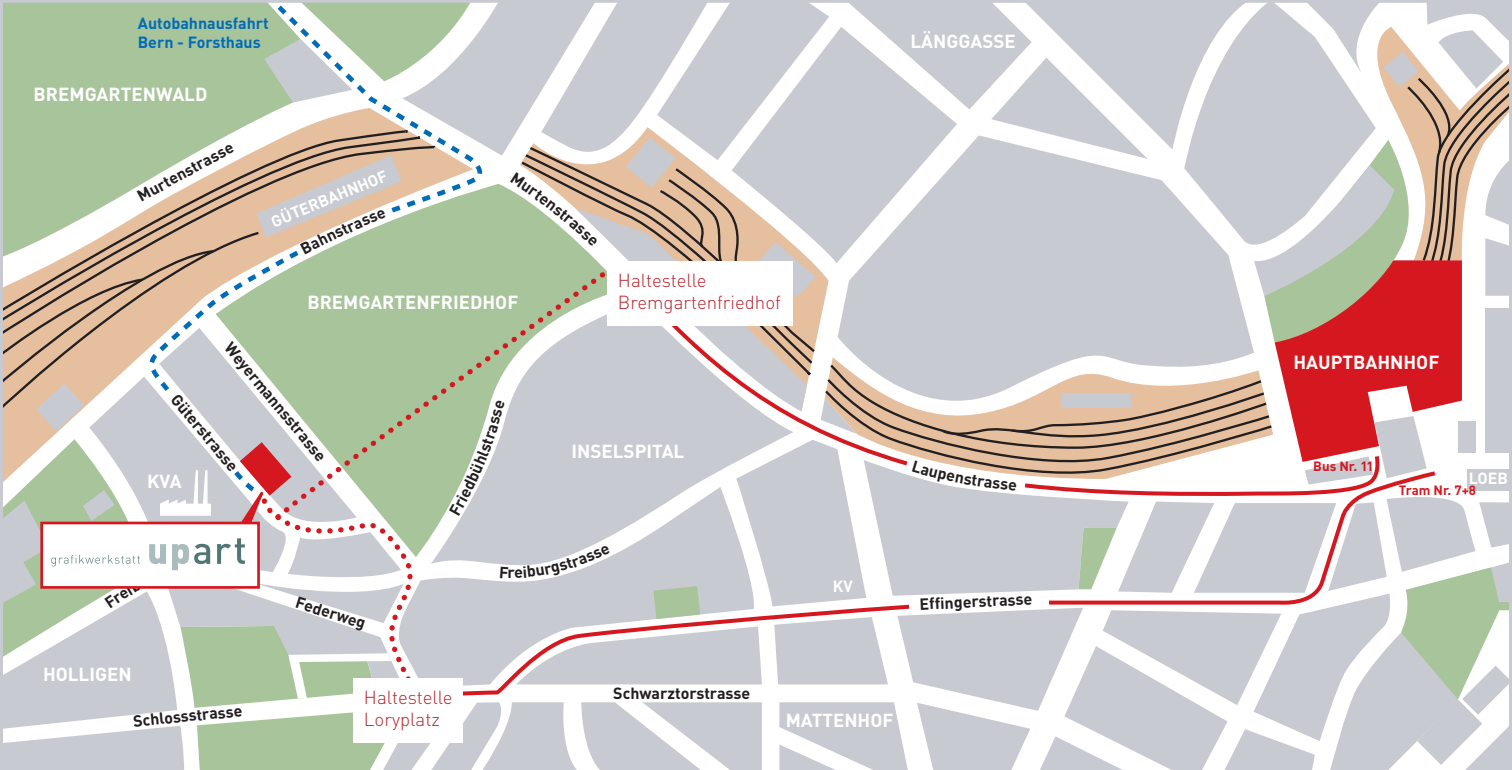 Autobahnausfahrt
Bern - Forsthaus
LÄNGGASSE
BREMGARTENWALD
Murtenstrasse
GÜTERBAHNHOF
Bahnstrasse
Murtenstrasse
BREMGARTENFRIEDHOF
Haltestelle
Bremgartenfriedhof
HAUPTBAHNHOF
Weyermannsstrasse
Güterstrasse
Friedbühlstrasse
INSELSPITAL
KVA
Laupenstrasse
Bus Nr. 11
LOEB
Tram Nr. 7+8
grafikwerkstatt upart
Freiburgstrasse
Freib
Federweg
KV
Effingerstrasse
HOLLIGEN
Haltestelle
Loryplatz
Schlossstrasse
Schwarztorstrasse
MATTENHOF